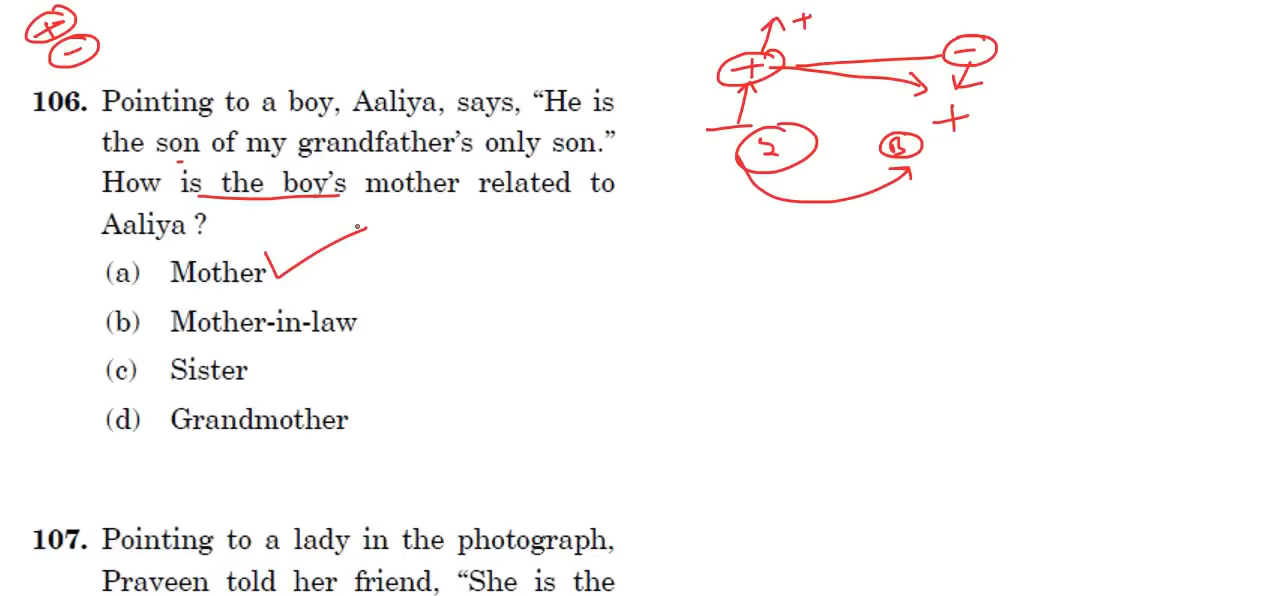 +
-
+
+
-
+
B
106. Pointing to a boy, Aaliya, says, “He is
the son of my grandfather’s only son.”
How is the boy’s mother related to
Aaliya ?
(a) Mother
(b) Mother-in-law
(c) Sister
(d) Grandmother
107. Pointing to a lady in the photograph,
Praveen told her friend, “She is the